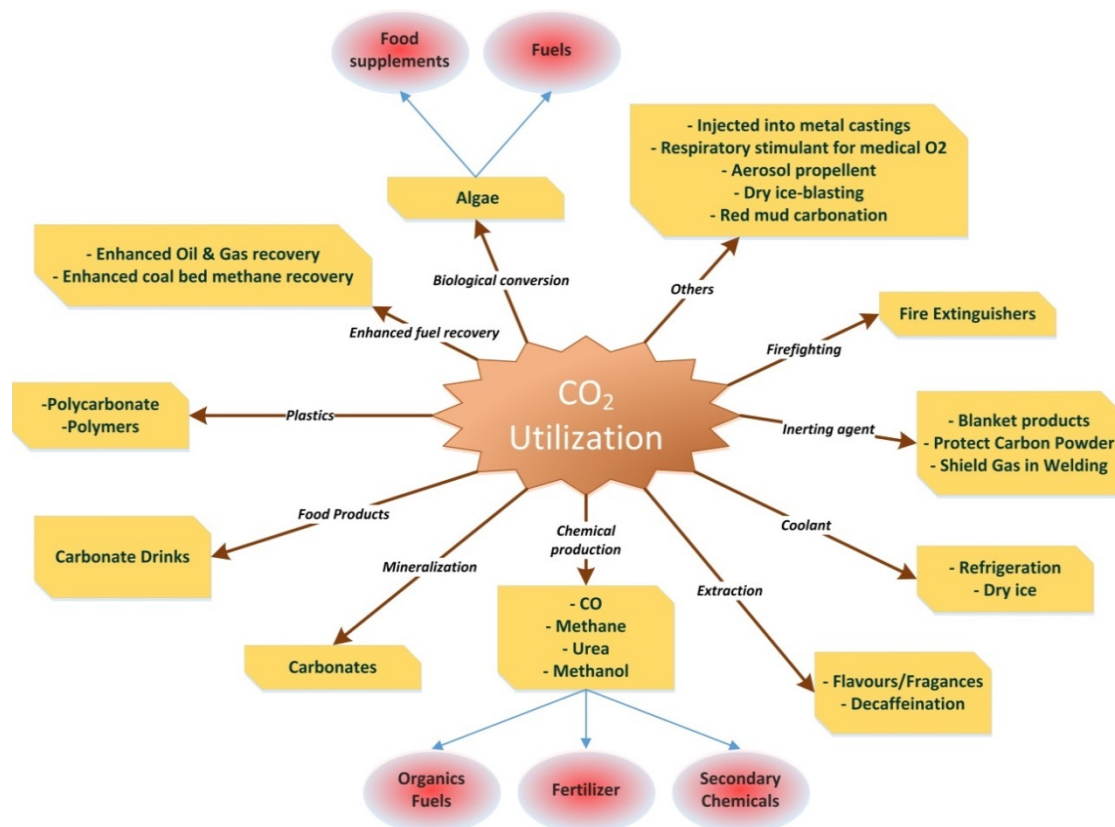 Food
supplements
Fuels
- Injected into metal castings
- Respiratory stimulant for medical O2
- Aerosol propellent
- Dry ice-blasting
- Red mud carbonation
Algae
- Enhanced Oil & Gas recovery
- Enhanced coal bed methane recovery
Biological conversion
Others
Enhanced fuel recovery
Fire Extinguishers
Firefighting
CO₂
Utilization
-Polycarbonate
-Polymers
Plastics
Inerting agent
- Blanket products
- Protect Carbon Powder
- Shield Gas in Welding
Food Products
Chemical
production
Coolant
Carbonate Drinks
Mineralization
Extraction
- Refrigeration
- Dry ice
- CO
- Methane
- Urea
- Methanol
Carbonates
- Flavours/Fragances
- Decaffeination
Organics
Fuels
Fertilizer
Secondary
Chemicals